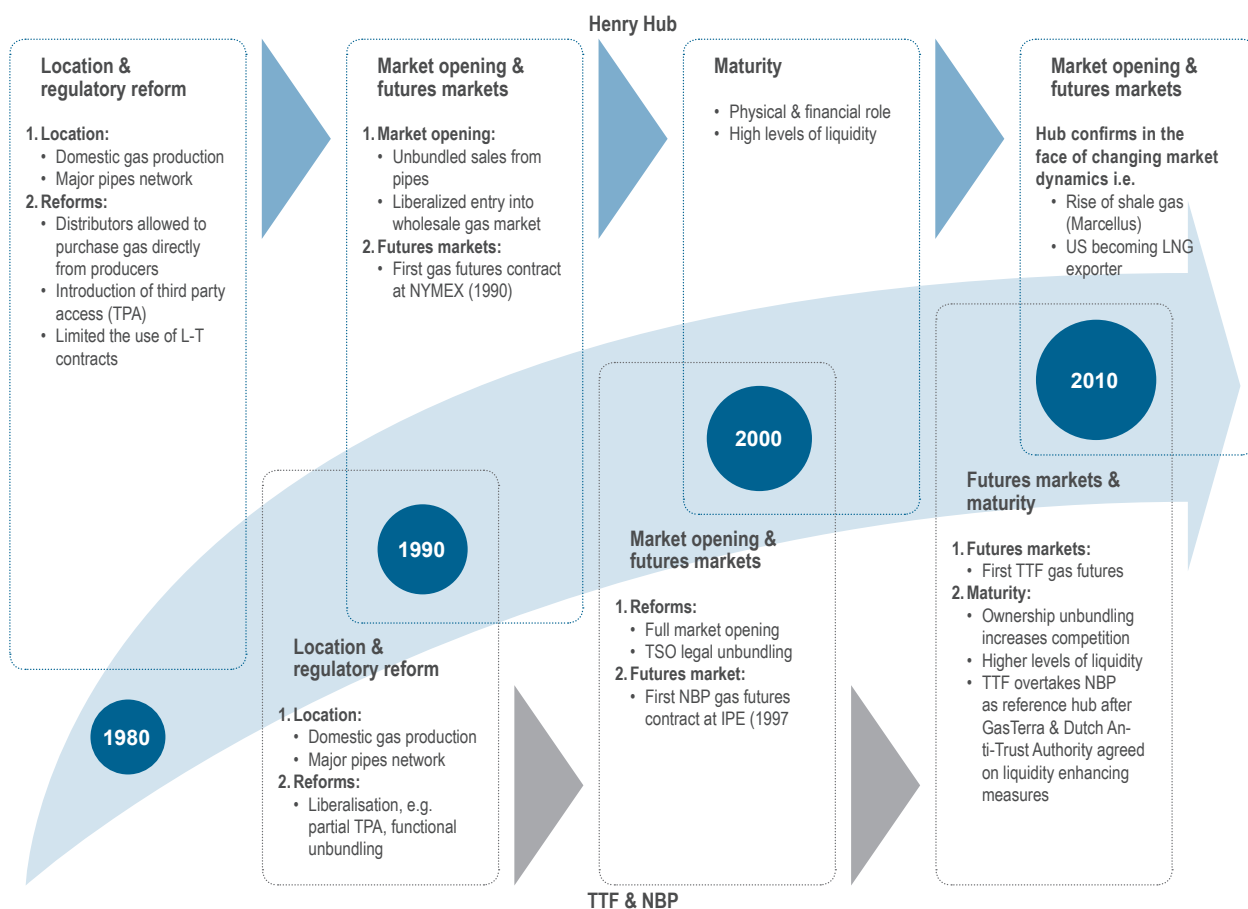 Henry Hub
Location &
regulatory reform
1. Location:
• Domestic gas production
• Major pipes network
2. Reforms:
• Distributors allowed to
purchase gas directly
from producers
• Introduction of third party
access (TPA)
• Limited the use of L-T
contracts
Market opening &
futures markets
1. Market opening:
• Unbundled sales from
pipes
• Liberalized entry into
wholesale gas market
2. Futures markets:
• First gas futures contract
at NYMEX (1990)
Maturity
• Physical & financial role
• High levels of liquidity
Market opening &
futures markets
Hub confirms in the
face of changing market
dynamics i.e.
• Rise of shale gas
(Marcellus)
• US becoming LNG
exporter
1980
1990
2000
2010
Location &
regulatory reform
1. Location:
• Domestic gas production
• Major pipes network
2. Reforms:
• Liberalisation, e.g.
partial TPA, functional
unbundling
Market opening &
futures markets
1. Reforms:
• Full market opening
• TSO legal unbundling
2. Futures market:
• First NBP gas futures
contract at IPE (1997
Futures markets &
maturity
1. Futures markets:
• First TTF gas futures
2. Maturity:
• Ownership unbundling
increases competition
• Higher levels of liquidity
• TTF overtakes NBP
as reference hub after
GasTerra & Dutch An-
ti-Trust Authority agreed
on liquidity enhancing
measures
TTF & NBP